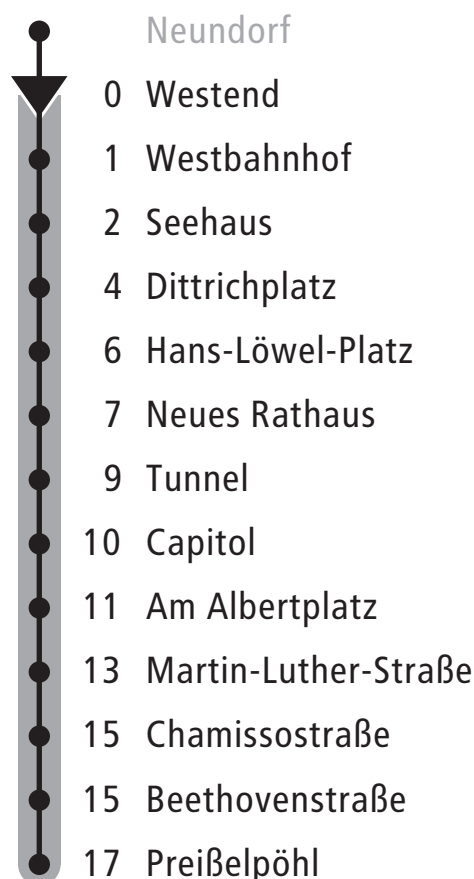 Neundorf
0 Westend
1 Westbahnhof
2 Seehaus
4 Dittrichplatz
6 Hans-Löwel-Platz
7 Neues Rathaus
9 Tunnel
10 Capitol
11 Am Albertplatz
13 Martin-Luther-Straße
15 Chamissostraße
15 Beethovenstraße
17 Preißelpöhl